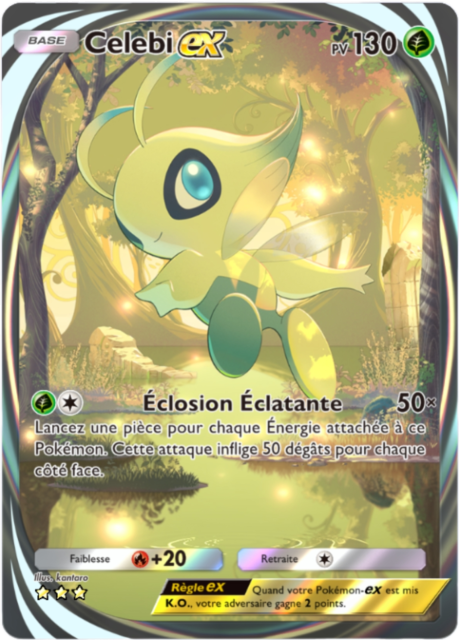 BASE Celebi ex PV 130
Éclosion Éclatante 50×
Lancez une pièce pour chaque Énergie attachée à ce
Pokémon. Cette attaque inflige 50 dégâts pour chaque
côté face.
Faiblesse +20 Retraite
Illus. kantaro
Règle ex Quand votre Pokémon-ex est mis
K.O., votre adversaire gagne 2 points.